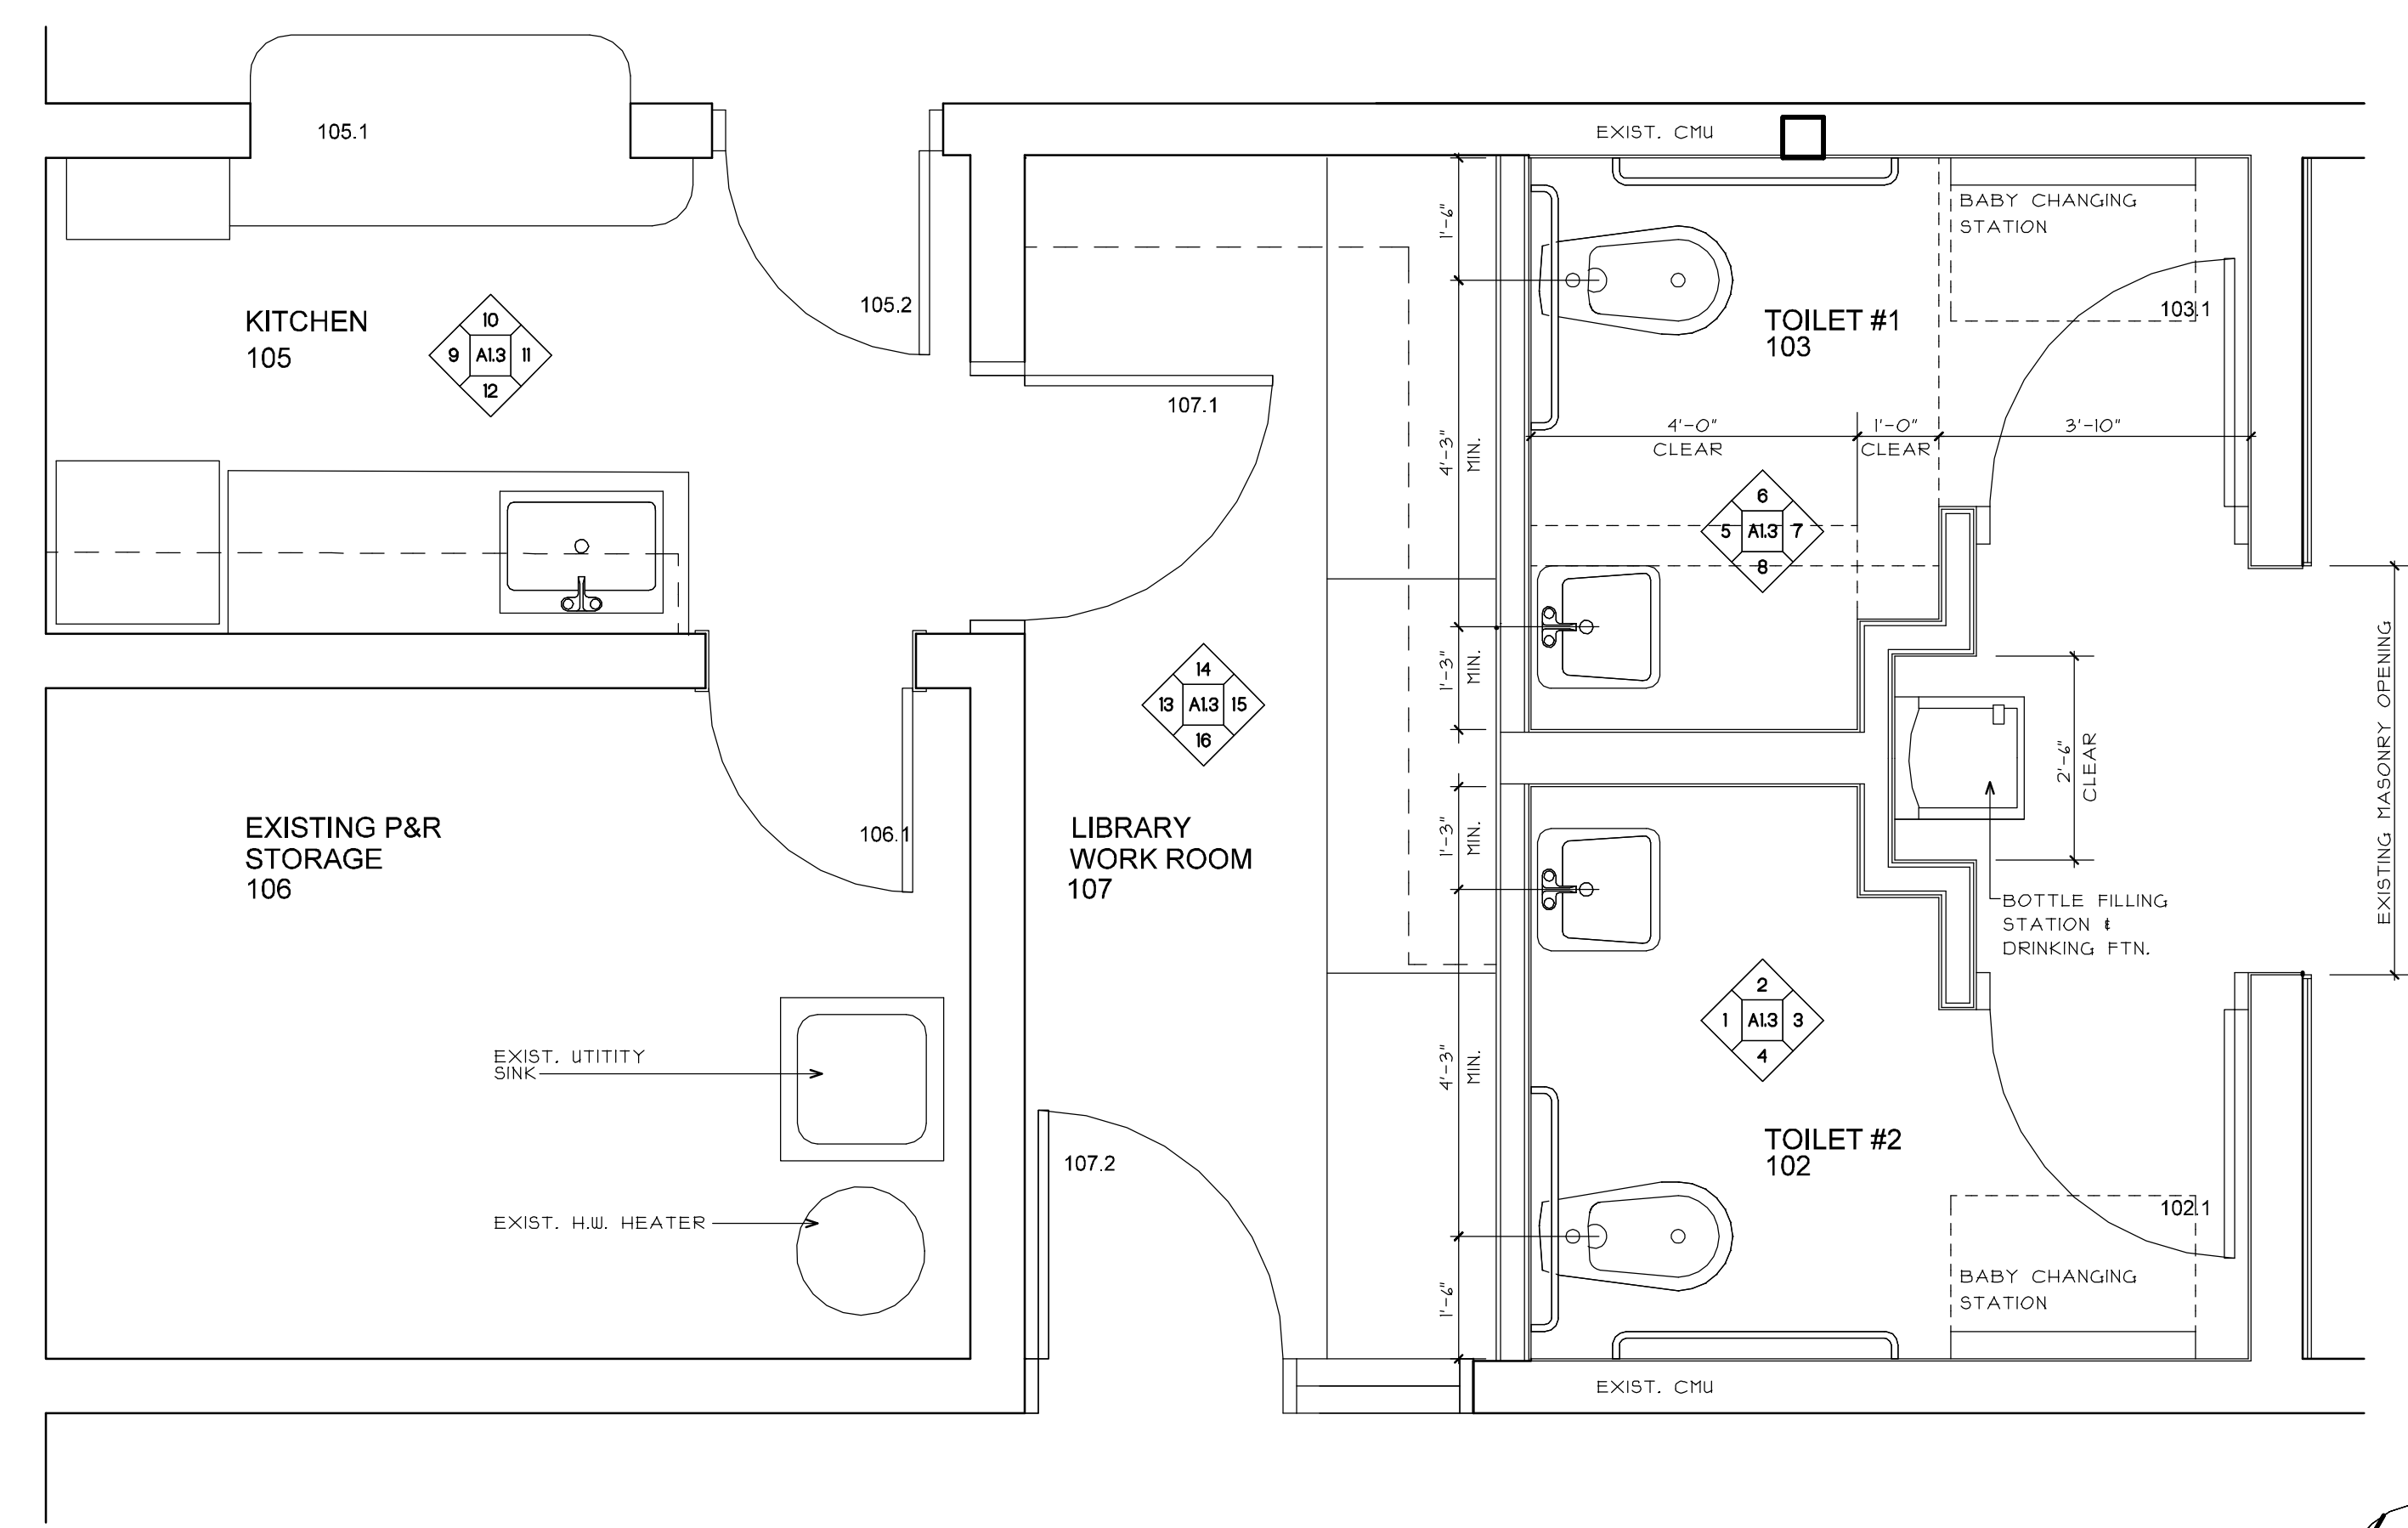 105.1
EXIST. CMU
1'-6"
BABY CHANGING
STATION
105.2
103.1
KITCHEN
105
10
9 A1.3 11
12
TOILET #1
103
107.1
4'-3"
MIN.
4'-0"
CLEAR
1'-0"
CLEAR
3'-10"
6
5 A1.3 7
8
1'-3"
MIN.
14
13 A1.3 15
16
2'-6"
CLEAR
EXISTING MASONRY OPENING
EXISTING P&R
STORAGE
106
106.1
LIBRARY
WORK ROOM
107
1'-3"
MIN.
BOTTLE FILLING
STATION &
DRINKING FTN.
2
1 A1.3 3
4
EXIST. UTITITY
SINK
4'-3"
MIN.
107.2
TOILET #2
102
102.1
EXIST. H.W. HEATER
1'-6"
BABY CHANGING
STATION
EXIST. CMU